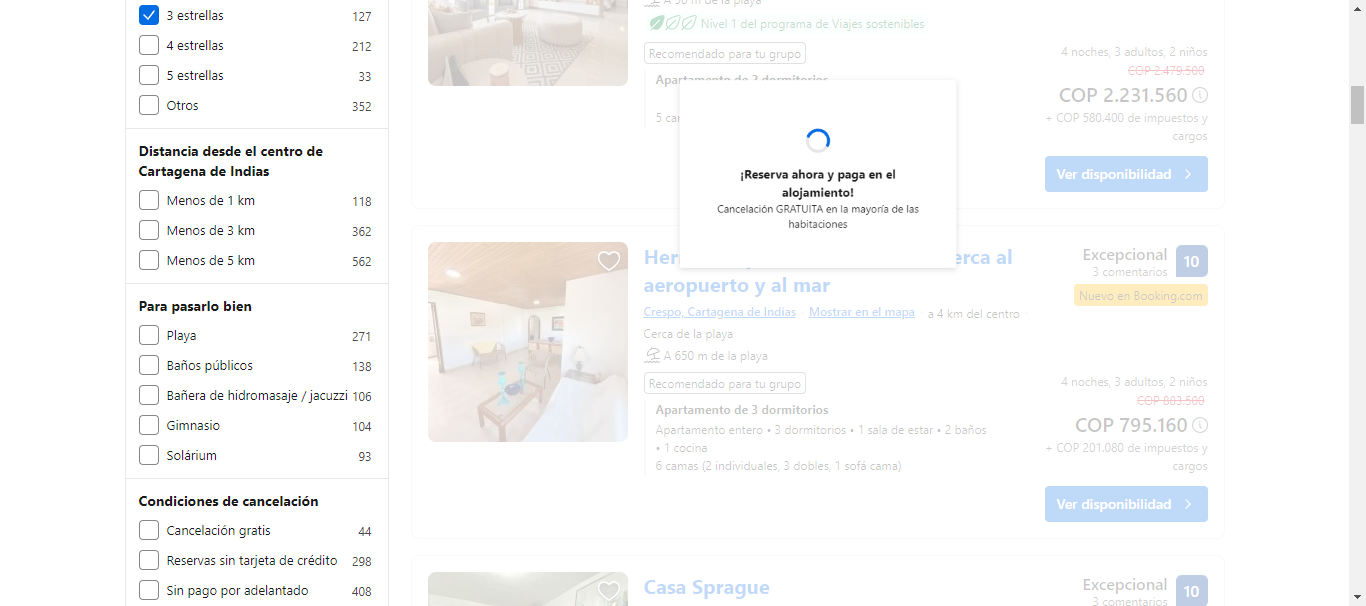 3 estrellas 127
4 estrellas 212
5 estrellas 33
Otros 352
Distancia desde el centro de
Cartagena de Indias
Menos de 1 km 118
Menos de 3 km 362
Menos de 5 km 562
Para pasarlo bien
Playa 271
Baños públicos 138
Bañera de hidromasaje / jacuzzi 106
Gimnasio 104
Solárium 93
Condiciones de cancelación
Cancelación gratis 44
Reservas sin tarjeta de crédito 298
Sin pago por adelantado 408
A 50 m de la playa
Nivel 1 del programa de Viajes sostenibles
Recomendado para tu grupo
Apartamento de 3 dormitorios
5
4 noches, 3 adultos, 2 niños
COP 2.479.500
COP 2.231.560
+ COP 580.400 de impuestos y
cargos
Ver disponibilidad
¡Reserva ahora y paga en el
alojamiento!
Cancelación GRATUITA en la mayoría de las
habitaciones
al
aeropuerto y al mar
Crespo, Cartagena de Indias Mostrar en el mapa a 4 km del centro
Cerca de la playa
A 650 m de la playa
Recomendado para tu grupo
Apartamento de 3 dormitorios
Apartamento entero • 3 dormitorios • 1 sala de estar • 2 baños
• 1 cocina
6 camas (2 individuales, 3 dobles, 1 sofá cama)
Excepcional 10
3 comentarios
Nuevo en Booking.com
4 noches, 3 adultos, 2 niños
COP 883.500
COP 795.160
+ COP 201.080 de impuestos y
cargos
Ver disponibilidad
Casa Sprague
Excepcional 10
3 comentarios